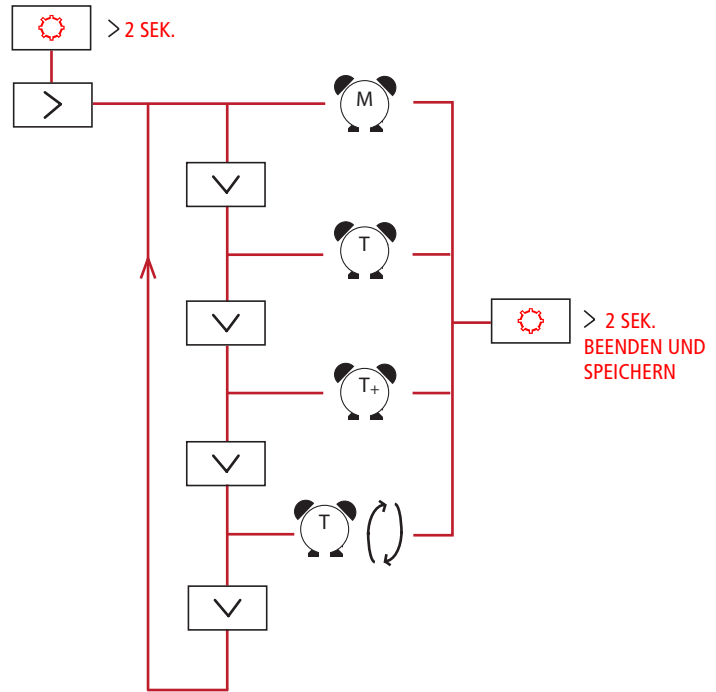 > 2 SEK.
M
T
> 2 SEK.
BEENDEN UND
SPEICHERN
T+
T